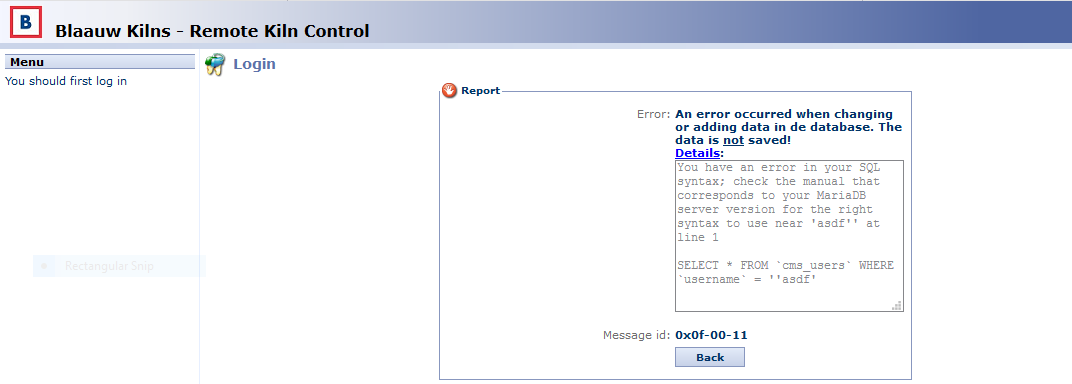 B
Blaauw Kilns - Remote Kiln Control
Menu
You should first log in
Login
Report
Error: An error occurred when changing
or adding data in de database. The
data is not saved!
Details:
You have an error in your SQL
syntax; check the manual that
corresponds to your MariaDB
server version for the right
syntax to use near 'asdf'' at
line 1
SELECT * FROM `cms_users` WHERE
`username` = ''asdf'
Rectangular Snip
Message id: 0x0f-00-11
Back